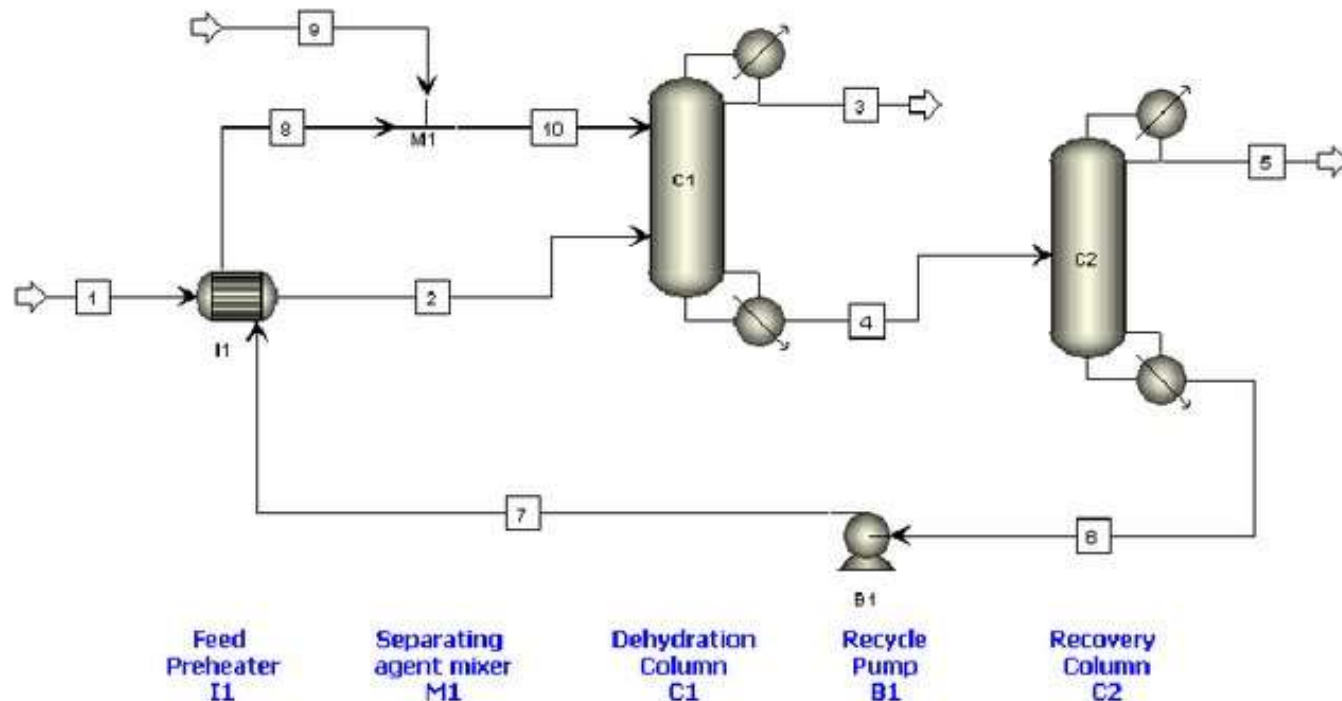 9
3
8
M1
10
C1
5
C2
1
2
I1
4
7
6
B1
Feed
Preheater
I1
Separating
agent mixer
M1
Dehydration
Column
C1
Recycle
Pump
B1
Recovery
Column
C2